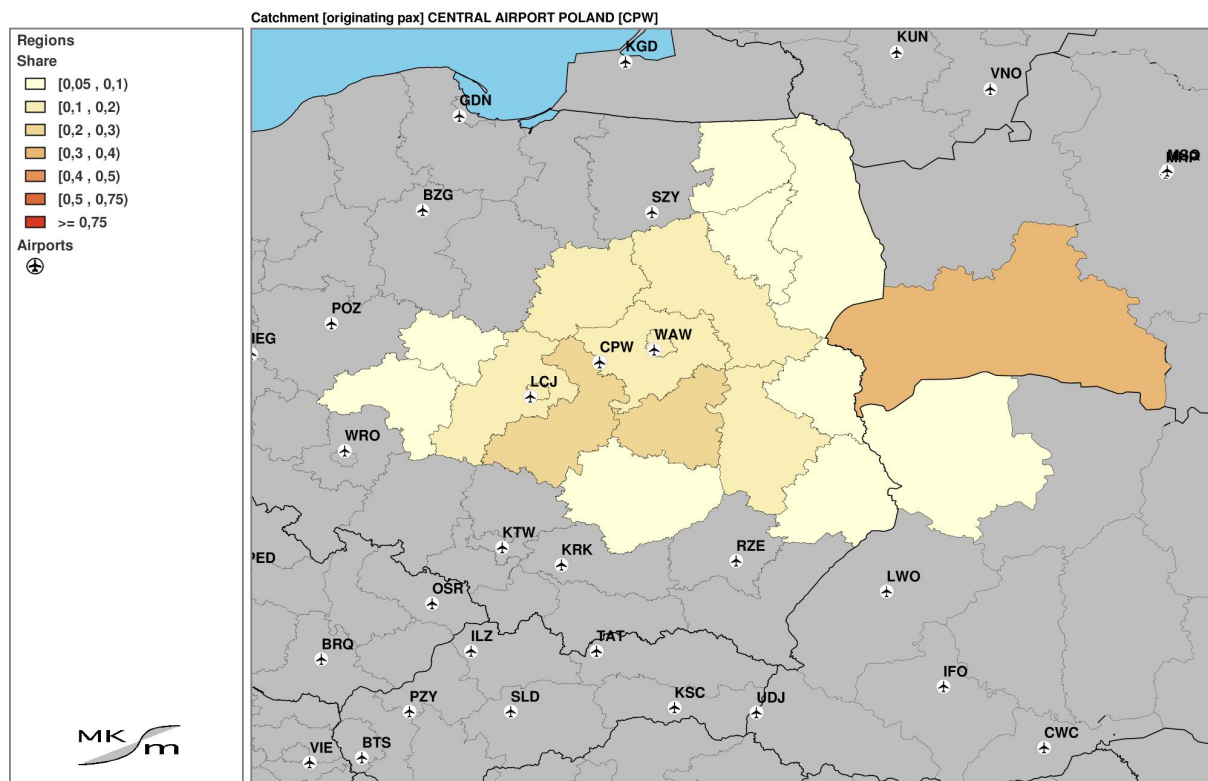 Catchment [originating pax] CENTRAL AIRPORT POLAND [CPW]
Regions
Share
[0,05 , 0,1)
[0,1 , 0,2)
[0,2 , 0,3)
[0,3 , 0,4)
[0,4 , 0,5)
[0,5 , 0,75)
>= 0,75
Airports
KGD
KUN
VNO
GDN
BZG
SZY
POZ
IEG
WAW
CPW
LCJ
WRO
KTW
KRK
RZE
PED
OSR
LWO
ILZ
TAT
BRQ
IFO
PZY
SLD
KSC
UDJ
VIE
BTS
CWC
MK
m